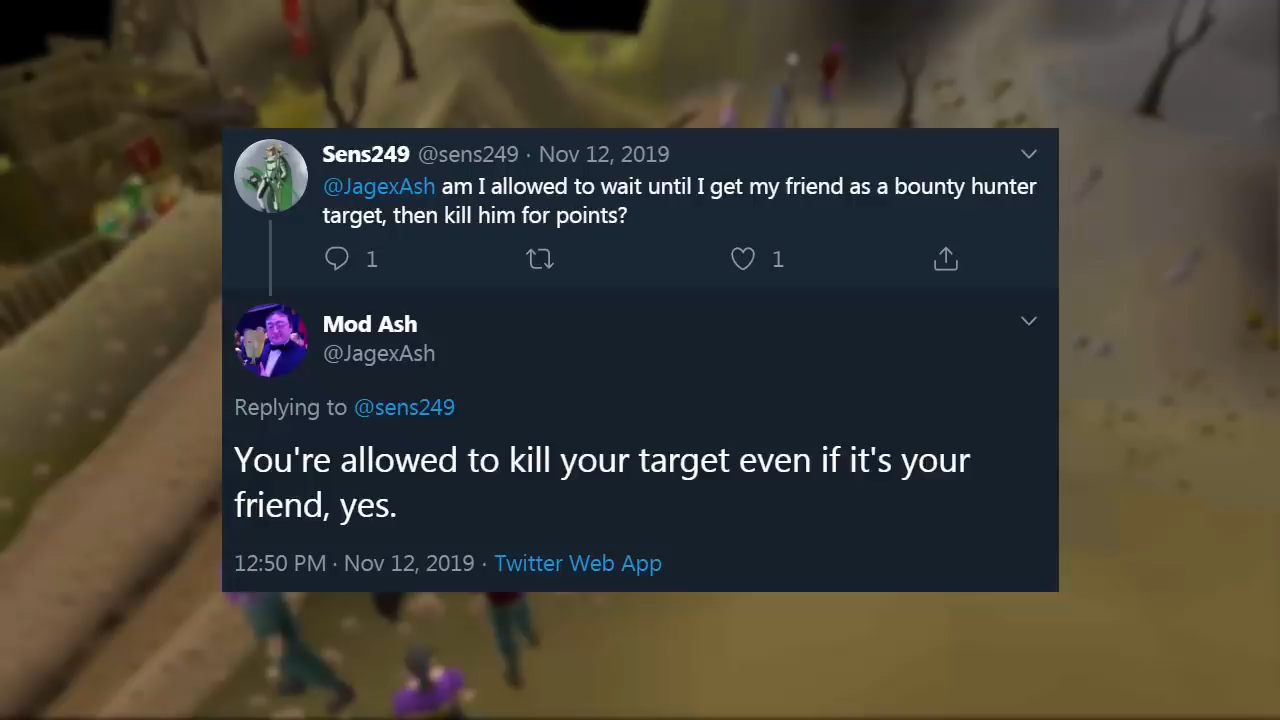 Sens249 @sens249 · Nov 12, 2019
@JagexAsh am I allowed to wait until I get my friend as a bounty hunter
target, then kill him for points?
1 1
Mod Ash
@JagexAsh
Replying to @sens249
You're allowed to kill your target even if it's your
friend, yes.
12:50 PM · Nov 12, 2019 · Twitter Web App